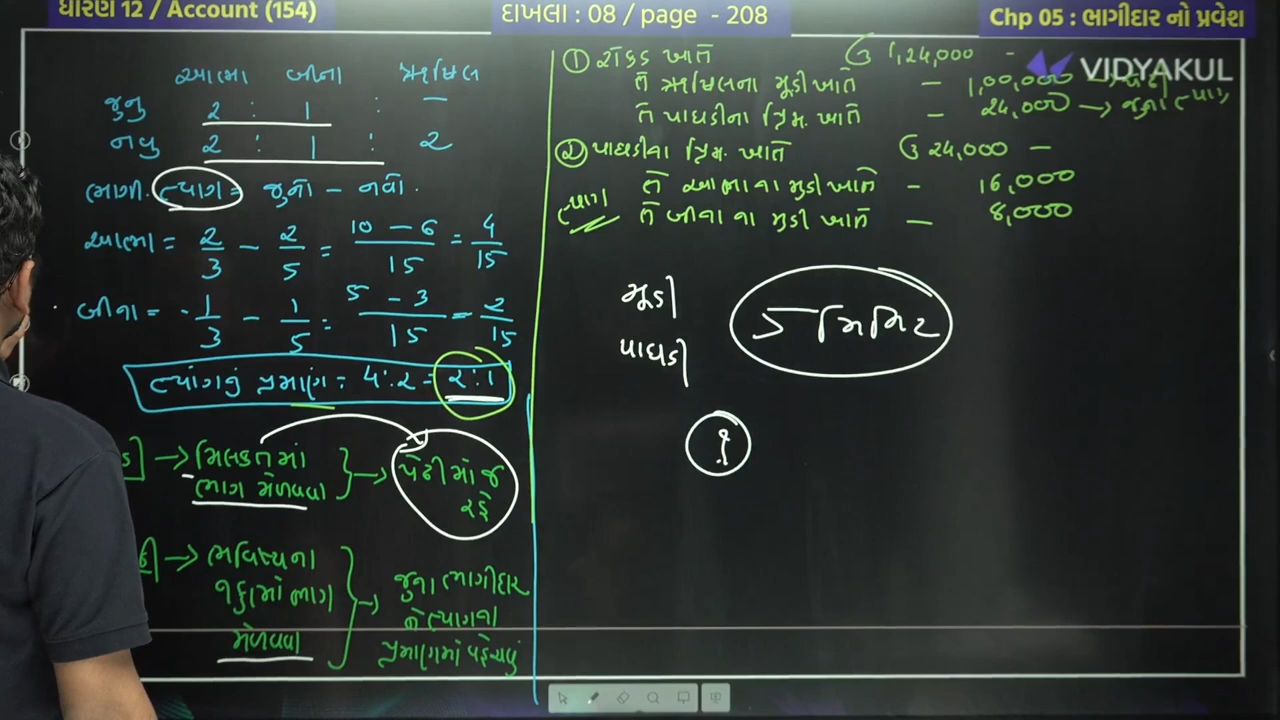 ધોરણ 12 / Account (154)
દાખલા : 08 / page - 208
Chp 05 : ભાગીદાર નો પ્રવેશ
VIDYAKUL
આભા બીના ઋષિલ
જુનુ 2 : 1 : —
નવુ 2 : 1 : 2
ભાગી. ત્યાગ = જુનો - નવો.
આભા = 2/3 - 2/5 = 10 - 6/15 = 4/15
બીના = 1/3 - 1/5 = 5 - 3/15 = 2/15
ત્યાગનું પ્રમાણ = 4:2 = 2:1
→ મિલકતમાં
ભાગ મેળવવા
→ પેઢીમાં જ
રહે
→ ભવિષ્યના
નફામાં ભાગ
મેળવવા
→ જુના ભાગીદાર
ને ત્યાગના
પ્રમાણમાં વહેંચવું
① રોકડ ખાતે ઉ 1,24,000 -
તે ઋષિલના મૂડી ખાતે — 1,00,000
તે પાઘડીના પ્રિમ. ખાતે — 24,000 → જુના ત્યાગ
② પાઘડીના પ્રિમ. ખાતે ઉ 24,000 —
તે આભાના મુડી ખાતે - 16,000
ત્યાગ તે બીના ના મુડી ખાતે — 8,000
મૂડી
પાઘડી
5 મિનિટ